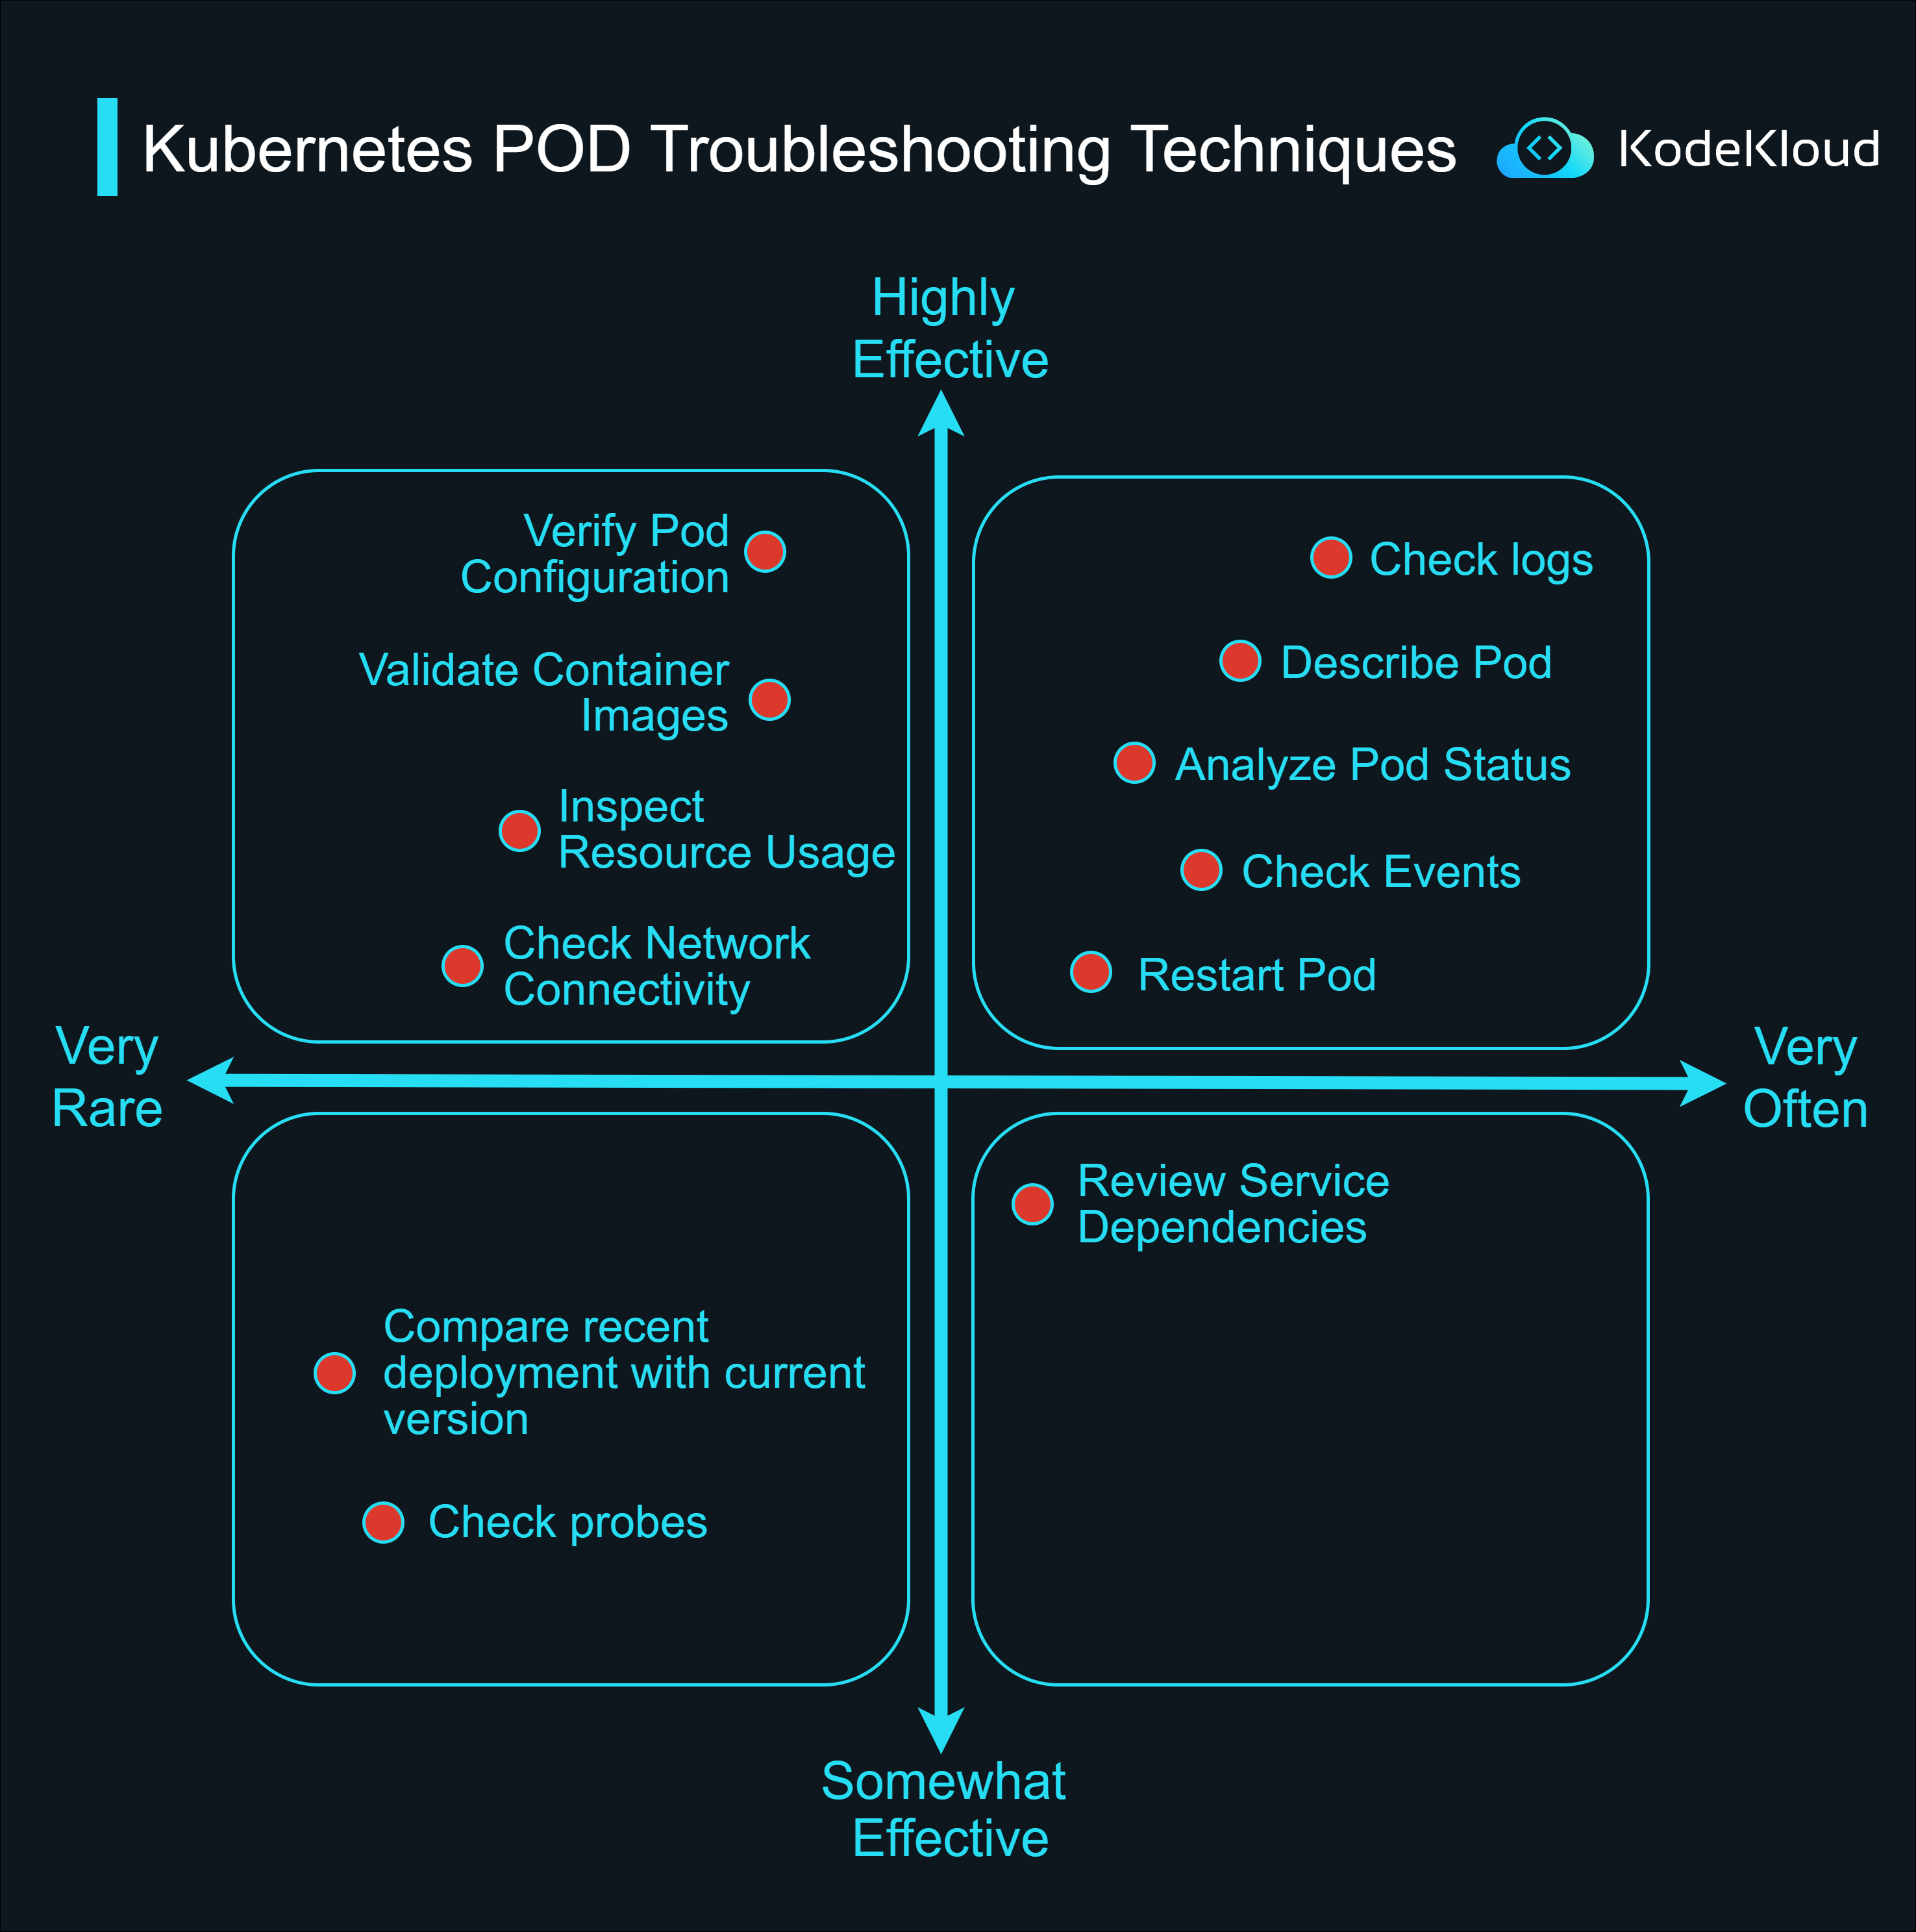 Kubernetes POD Troubleshooting Techniques
KodeKloud
Highly
Effective
Verify Pod
Configuration
Validate Container
Images
Inspect
Resource Usage
Check Network
Connectivity
Check logs
Describe Pod
Analyze Pod Status
Check Events
Restart Pod
Very
Rare
Very
Often
Compare recent
deployment with current
version
Check probes
Review Service
Dependencies
Somewhat
Effective